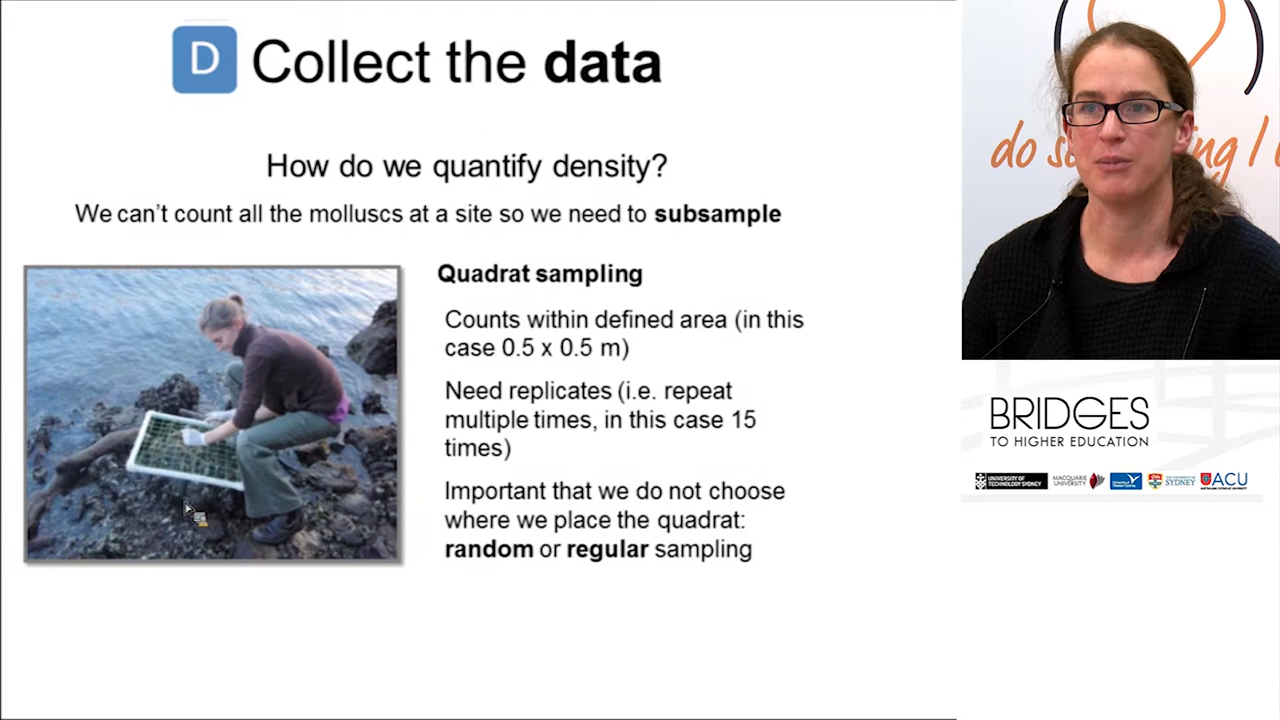 D Collect the data
How do we quantify density?
We can't count all the molluscs at a site so we need to subsample
Quadrat sampling
Counts within defined area (in this
case 0.5 x 0.5 m)
Need replicates (i.e. repeat
multiple times, in this case 15
times)
Important that we do not choose
where we place the quadrat:
random or regular sampling
do so ing I
BRIDGES
TO HIGHER EDUCATION
UNIVERSITY OF
TECHNOLOGY SYDNEY
MACQUARIE
UNIVERSITY
SYDNEY
ACU